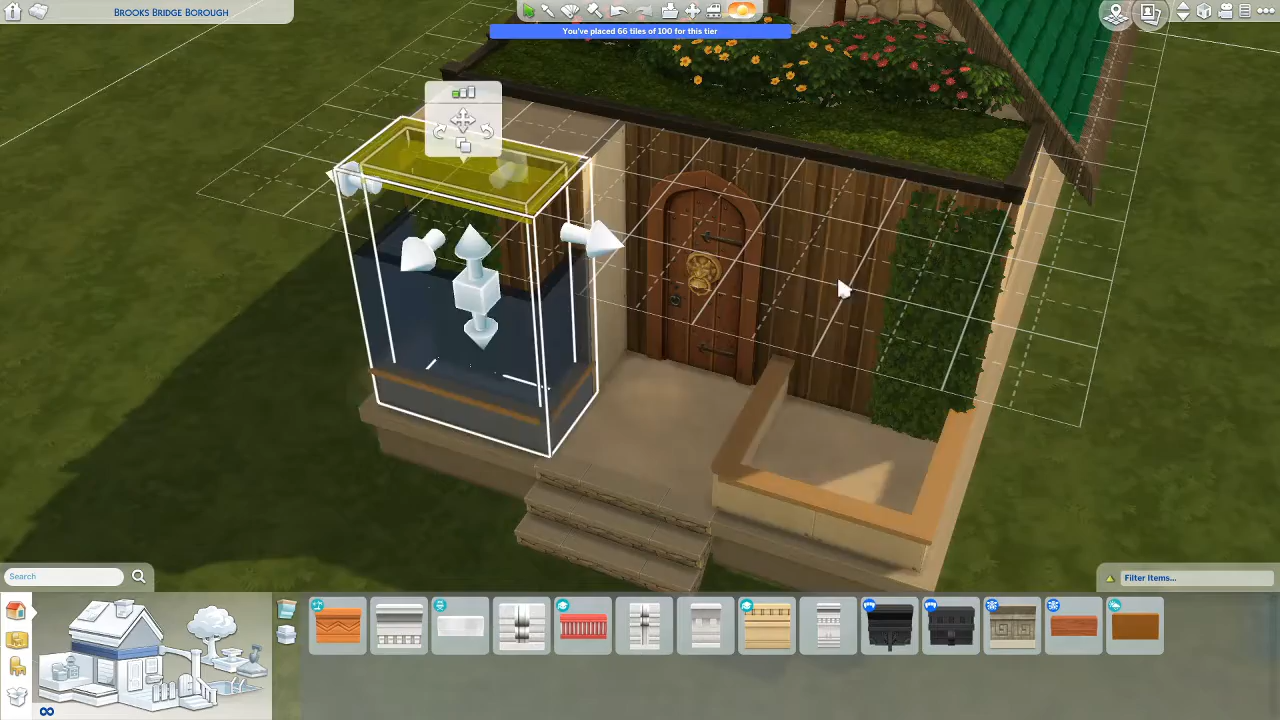 BROOKS BRIDGE BOROUGH
You've placed 66 tiles of 100 for this tier
Search
Filter Items...